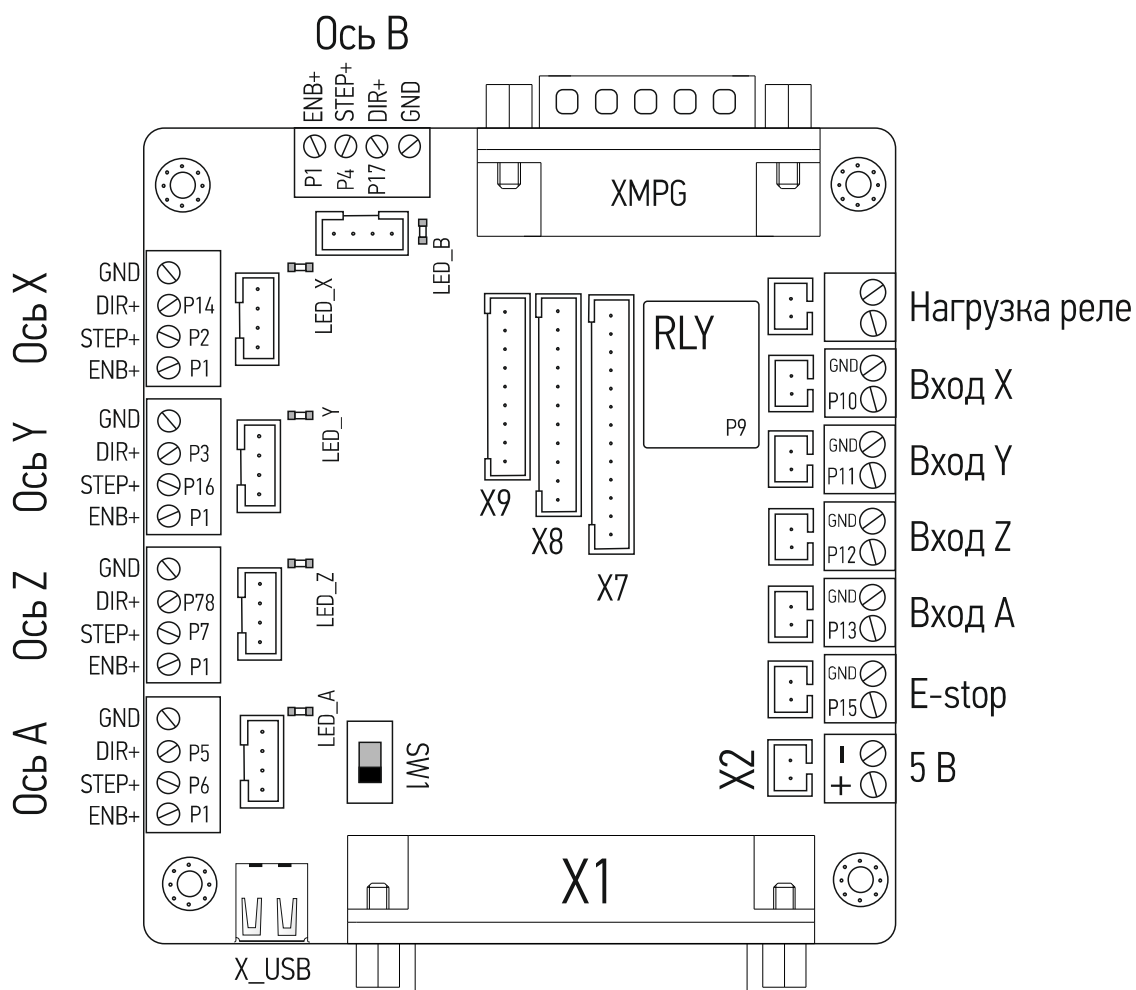 Ось B
ENB+
STEP+
DIR+
GND
P1
P4
P17
XMPG
LED_B
Ось X
GND
DIR+ P14
STEP+ P2
ENB+ P1
LED_X
Ось Y
GND
DIR+ P3
STEP+ P16
ENB+ P1
LED_Y
Ось Z
GND
DIR+ P78
STEP+ P7
ENB+ P1
LED_Z
Ось A
GND
DIR+ P5
STEP+ P6
ENB+ P1
LED_A
SW1
X9
X8
X7
RLY
P9
Нагрузка реле
GND
P10
Вход X
GND
P11
Вход Y
GND
P12
Вход Z
GND
P13
Вход A
GND
P15
E-stop
X2
-
+
5 В
X1
X_USB